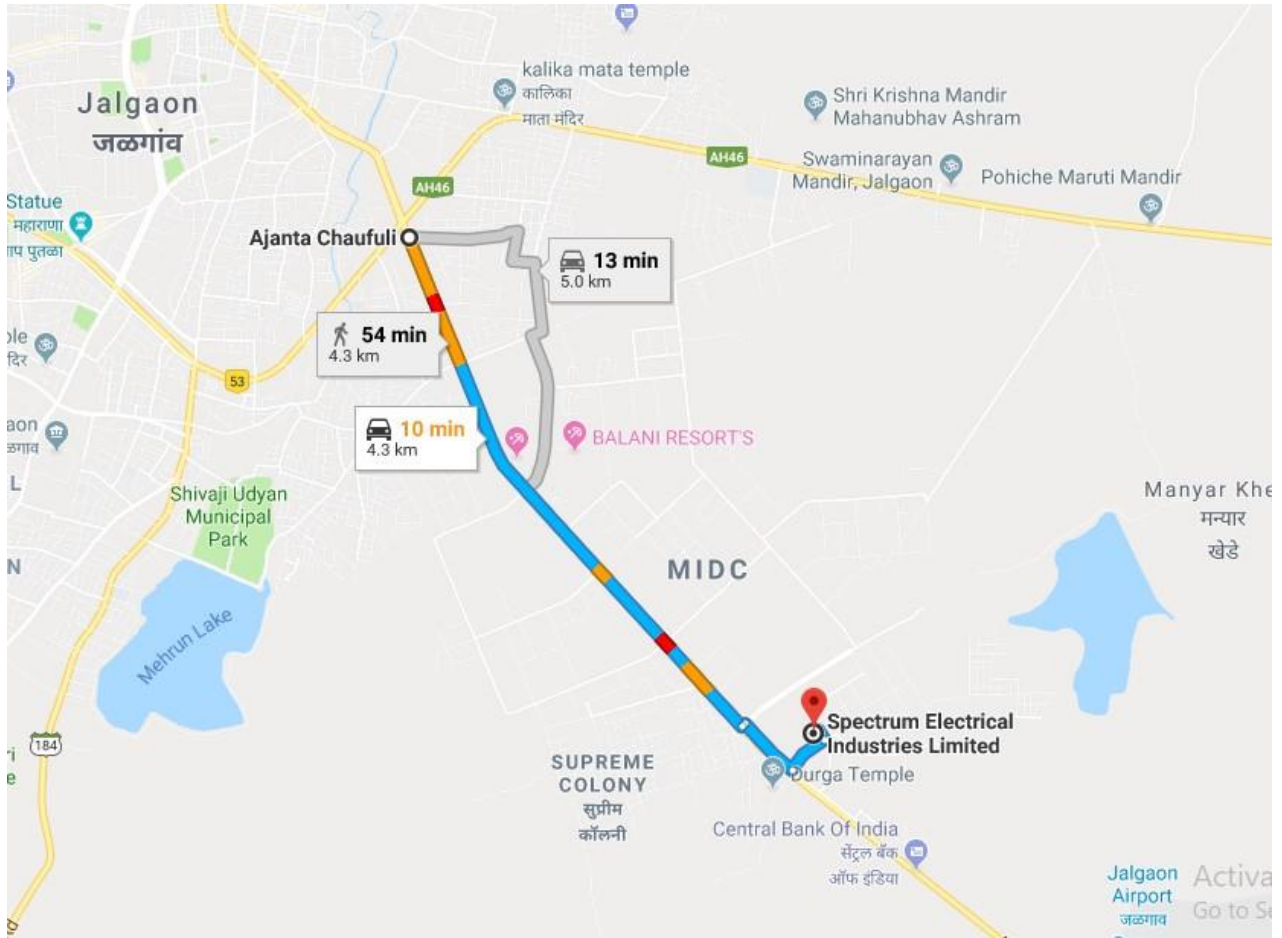 kalika mata temple
कालिका
माता मंदिर
Jalgaon
जळगांव
Shri Krishna Mandir
Mahanubhav Ashram
AH46
Swaminarayan
Mandir, Jalgaon
Pohiche Maruti Mandir
AH46
Statue
महाराणा
ाप पुतळा
Ajanta Chaufuli
13 min
5.0 km
54 min
4.3 km
53
10 min
4.3 km
BALANI RESORT'S
Shivaji Udyan
Municipal
Park
Manyar Khe
मन्यार
खेडे
MIDC
Mehrun Lake
Spectrum Electrical
Industries Limited
184
SUPREME
COLONY
सुप्रीम
कॉलनी
Durga Temple
Central Bank Of India
सेंट्रल बँक
ऑफ इंडिया
Jalgaon
Airport
जळगाव
Activa
Go to Se